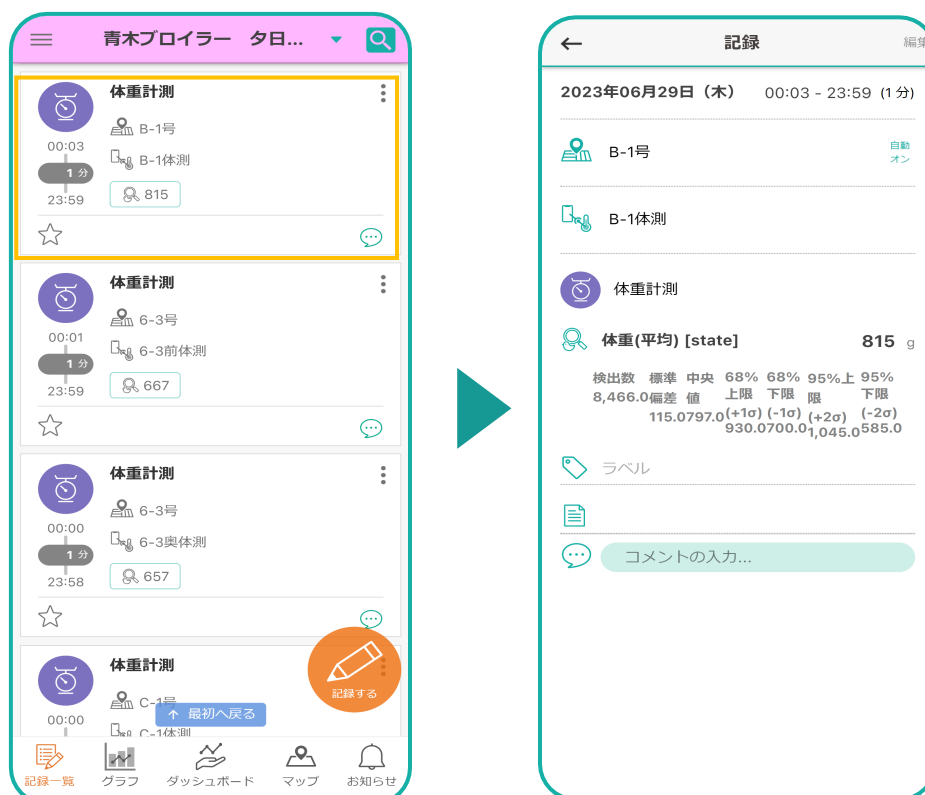 青木ブロイラー 夕日...
体重計測
B-1号
00:03
B-1体測
1 分
815
23:59
体重計測
6-3号
00:01
6-3前体測
1 分
667
23:59
体重計測
6-3号
00:00
6-3奥体測
1 分
657
23:58
体重計測
記録する
C-1号
↑ 最初へ戻る
00:00
C-1体測
記録一覧 グラフ ダッシュボード マップ お知らせ
← 記録 編集
2023年06月29日（木） 00:03 - 23:59 (1 分)
B-1号
自動
オン
B-1体測
体重計測
体重(平均) [state] 815 g
検出数 標準偏差 中央値 68%上限(+1σ) 68%下限(-1σ) 95%上限(+2σ) 95%下限(-2σ)
8,466.0 115.0 797.0 930.0 700.0 1,045.0 585.0
ラベル
コメントの入力...